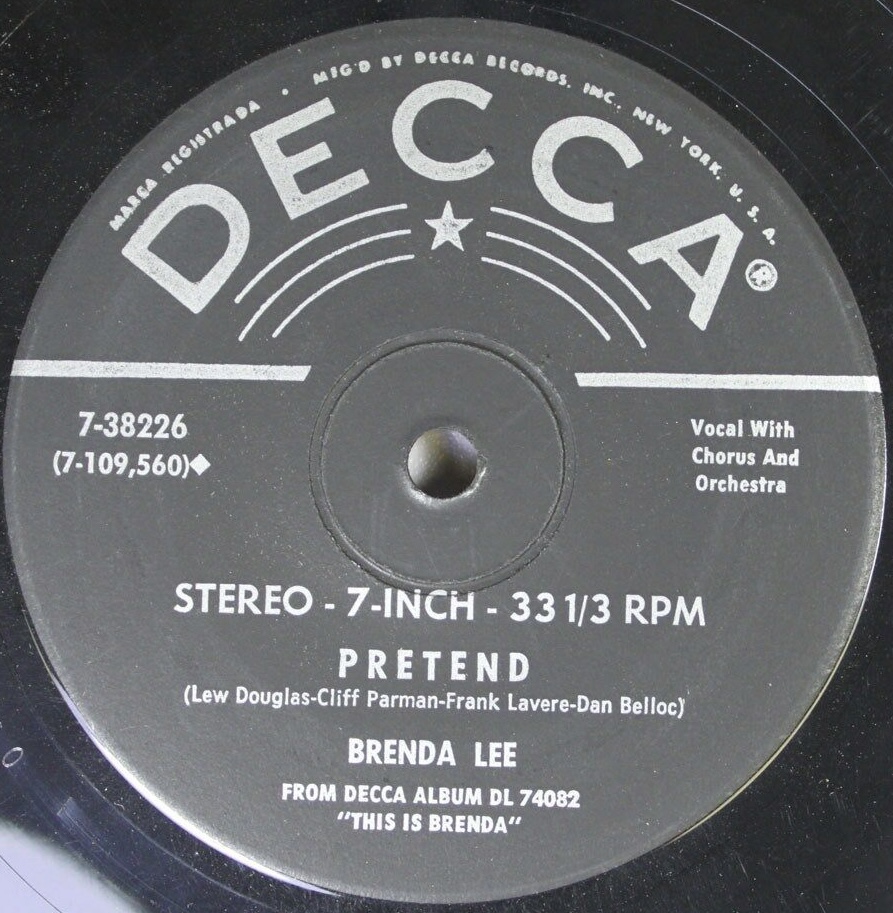 MARCA REGISTRADA • MFG'D BY DECCA RECORDS, INC., NEW YORK, U. S. A.
DECCA®
7-38226
(7-109,560)◆
Vocal With
Chorus And
Orchestra
STEREO - 7-INCH - 33 1/3 RPM
PRETEND
(Lew Douglas-Cliff Parman-Frank Lavere-Dan Belloc)
BRENDA LEE
FROM DECCA ALBUM DL 74082
"THIS IS BRENDA"